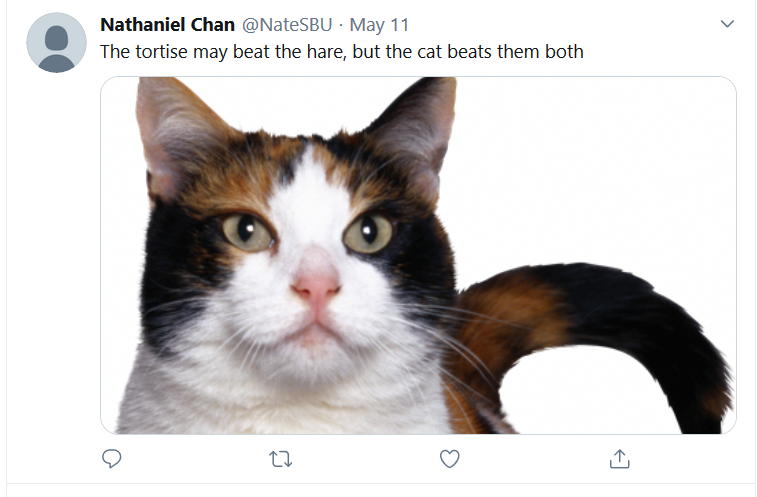 Nathaniel Chan @NateSBU · May 11
The tortise may beat the hare, but the cat beats them both